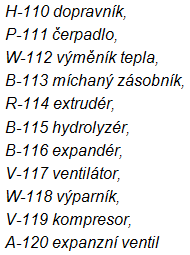 H-110 dopravník,
P-111 čerpadlo,
W-112 výměník tepla,
B-113 míchaný zásobník,
R-114 extrudér,
B-115 hydrolyzér,
B-116 expandér,
V-117 ventilátor,
W-118 výparník,
V-119 kompresor,
A-120 expanzní ventil